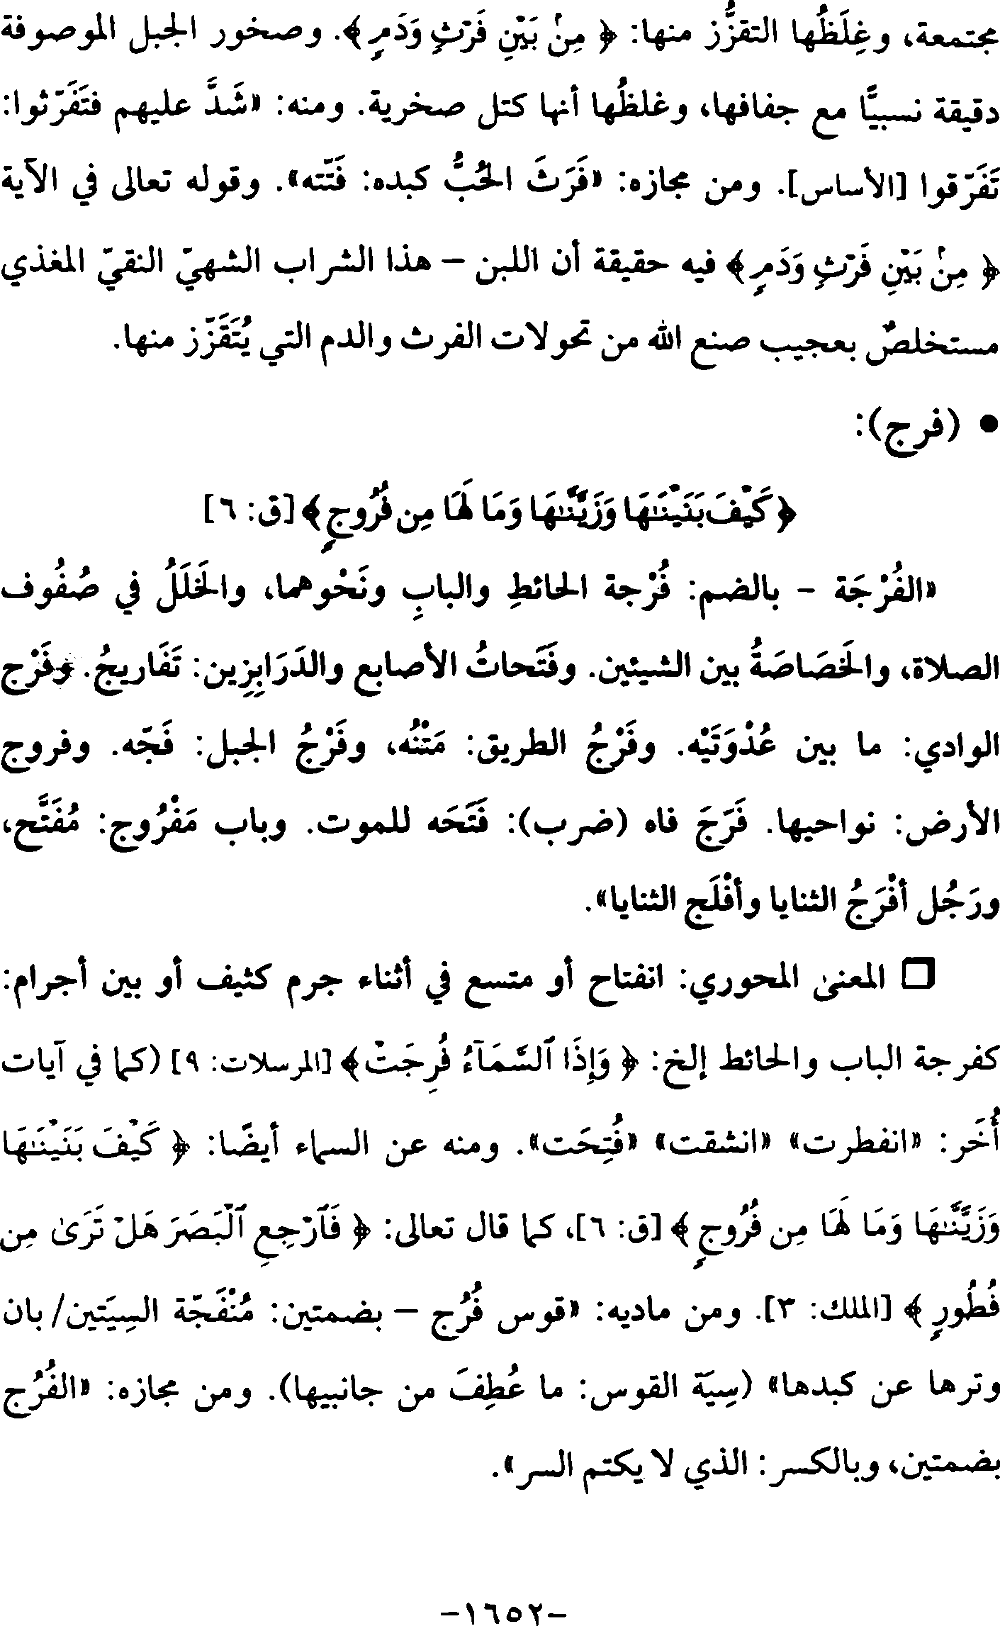 مجتمعة، وغِلَظُها التقزُّز منها: ﴿ مِنۢ بَيْنِ فَرْثٍ وَدَمٍ ﴾. وصخور الجبل الموصوفة
دقيقة نسبيًّا مع جفافها، وغلظُها أنها كتل صخرية. ومنه: «شَدَّ عليهم فتَفَرّثوا:
تَفَرّقوا [الأساس]. ومن مجازه: «فَرَثَ الحُبُّ كبده: فَتّته». وقوله تعالى في الآية
﴿ مِنۢ بَيْنِ فَرْثٍ وَدَمٍ ﴾ فيه حقيقة أن اللبن – هذا الشراب الشهيّ النقيّ المغذي
مستخلصٌ بعجيب صنع الله من تحولات الفرث والدم التي يُتَقَزّز منها.
• (فرج):
﴿ كَيْفَ بَنَيْنَـٰهَا وَزَيَّنَّـٰهَا وَمَا لَهَا مِن فُرُوجٍ ﴾ [ق: ٦]
«الفُرْجَة – بالضم: فُرْجة الحائطِ والبابِ ونَحْوهما، والخَلَلُ في صُفُوف
الصلاة، والخَصَاصَةُ بين الشيئين. وفَتَحاتُ الأصابع والدَرَابِزِين: تَفَاريجُ. وفَرْج
الوادي: ما بين عُدْوَتَيْه. وفَرْجُ الطريق: مَتْنُه، وفَرْجُ الجبل: فَجّه. وفروج
الأرض: نواحيها. فَرَجَ فاه (ضرب): فَتَحَه للموت. وباب مَفْرُوج: مُفَتَّح،
ورَجُل أفْرَجُ الثنايا وأفْلَج الثنايا».
❏ المعنى المحوري: انفتاح أو متسع في أثناء جرم كثيف أو بين أجرام:
كفرجة الباب والحائط إلخ: ﴿ وَإِذَا ٱلسَّمَآءُ فُرِجَتْ ﴾ [المرسلات: ٩] (كما في آيات
أُخَر: «انفطرت» «انشقت» «فُتِحَت». ومنه عن السماء أيضًا: ﴿ كَيْفَ بَنَيْنَـٰهَا
وَزَيَّنَّـٰهَا وَمَا لَهَا مِن فُرُوجٍ ﴾ [ق: ٦]، كما قال تعالى: ﴿ فَٱرْجِعِ ٱلْبَصَرَ هَلْ تَرَىٰ مِن
فُطُورٍ ﴾ [الملك: ٣]. ومن ماديه: «قوس فُرُج – بضمتين: مُنْفَجّة السِيَتين/ بان
وترها عن كبدها» (سِيَة القوس: ما عُطِفَ من جانبيها). ومن مجازه: «الفُرُج
بضمتين، وبالكسر: الذي لا يكتم السر».
-١٦٥٢-